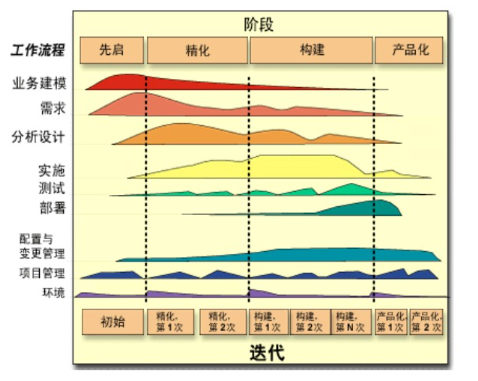 阶段
工作流程 先启 精化 构建 产品化
业务建模
需求
分析设计
实施
测试
部署
配置与
变更管理
项目管理
环境
初始 精化, 第1次 精化, 第2次 构建, 第1次 构建, 第2次 构建, 第N次 产品化, 第1次 产品化, 第2次
迭代